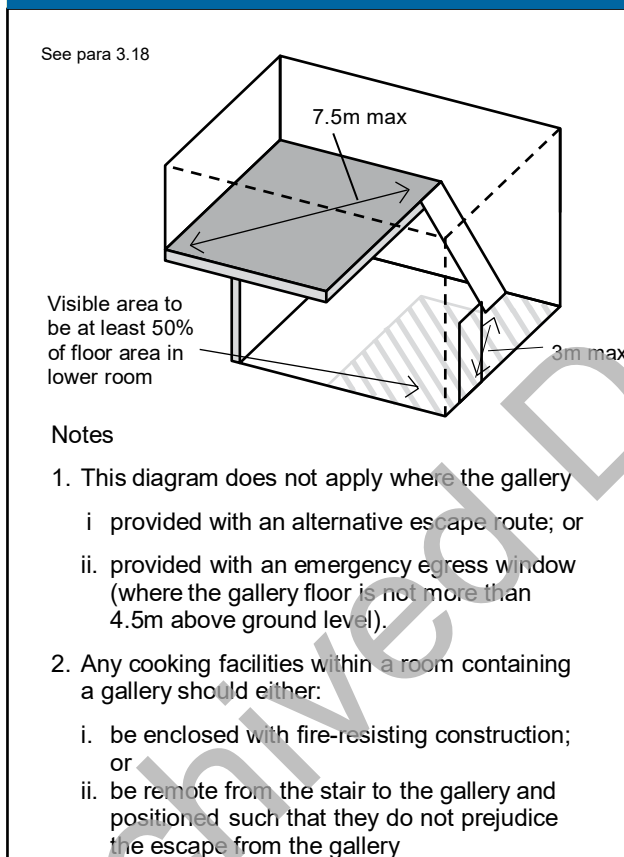 See para 3.18
7.5m max
Visible area to
be at least 50%
of floor area in
lower room
3m max
Notes
1. This diagram does not apply where the gallery
i provided with an alternative escape route; or
ii. provided with an emergency egress window
(where the gallery floor is not more than
4.5m above ground level).
2. Any cooking facilities within a room containing
a gallery should either:
i. be enclosed with fire-resisting construction;
or
ii. be remote from the stair to the gallery and
positioned such that they do not prejudice
the escape from the gallery
chived D